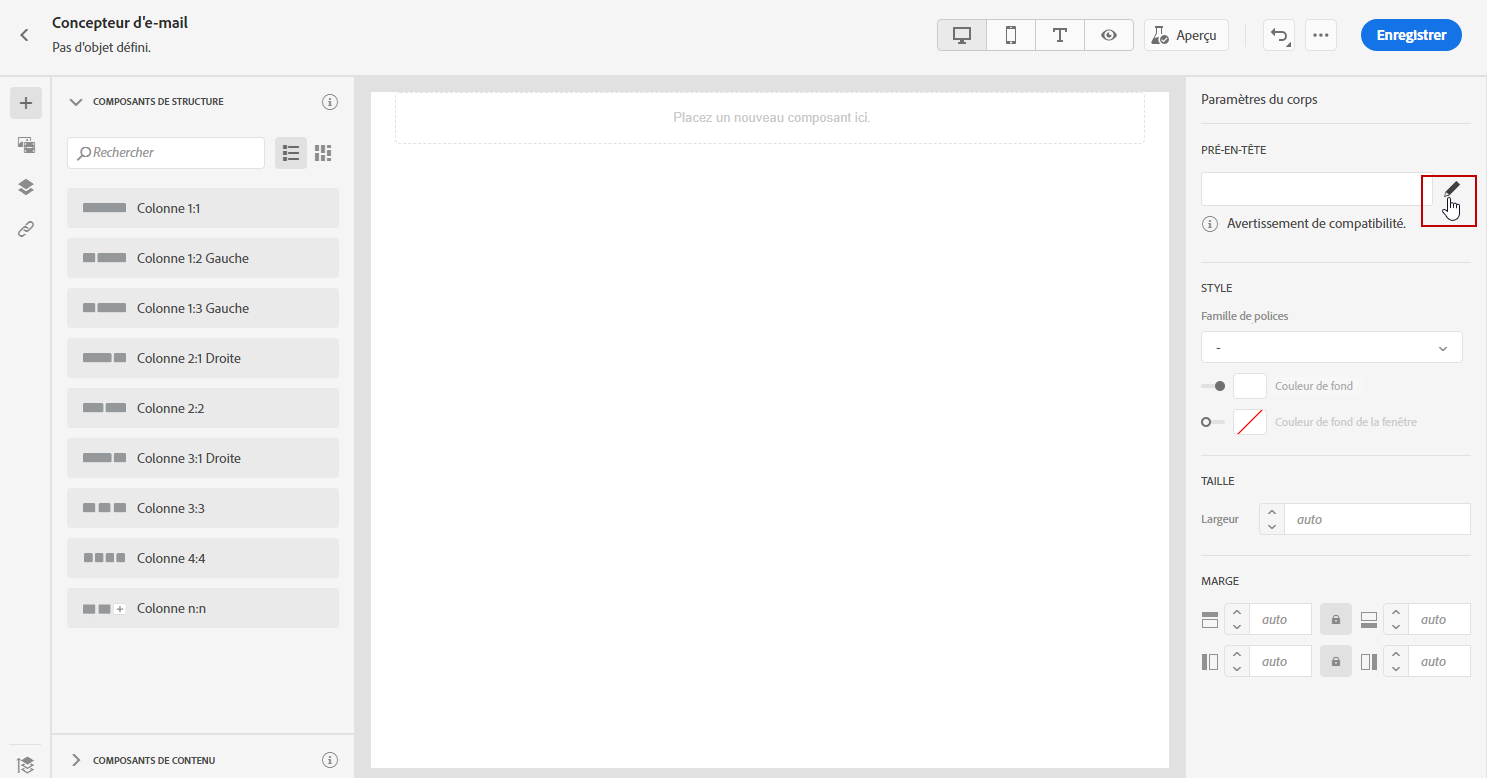 Concepteur d'e-mail
Pas d'objet défini.
Aperçu
Enregistrer
COMPOSANTS DE STRUCTURE
Rechercher
Colonne 1:1
Colonne 1:2 Gauche
Colonne 1:3 Gauche
Colonne 2:1 Droite
Colonne 2:2
Colonne 3:1 Droite
Colonne 3:3
Colonne 4:4
Colonne n:n
COMPOSANTS DE CONTENU
Placez un nouveau composant ici.
Paramètres du corps
PRÉ-EN-TÊTE
Avertissement de compatibilité.
STYLE
Famille de polices
-
Couleur de fond
Couleur de fond de la fenêtre
TAILLE
Largeur auto
MARGE
auto auto
auto auto